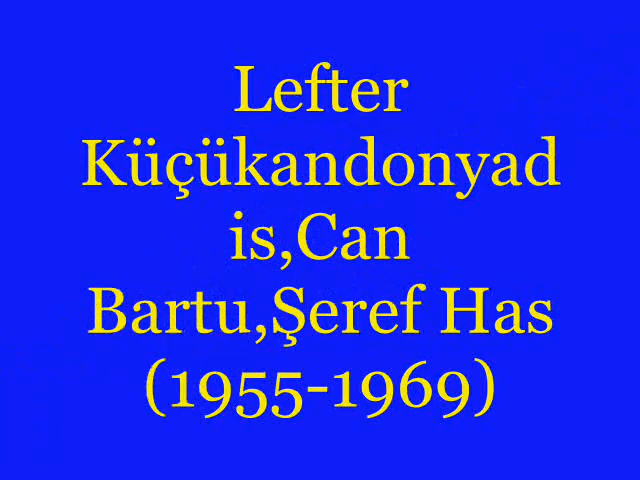 Lefter
Küçükandonyad
is,Can
Bartu,Şeref Has
(1955-1969)